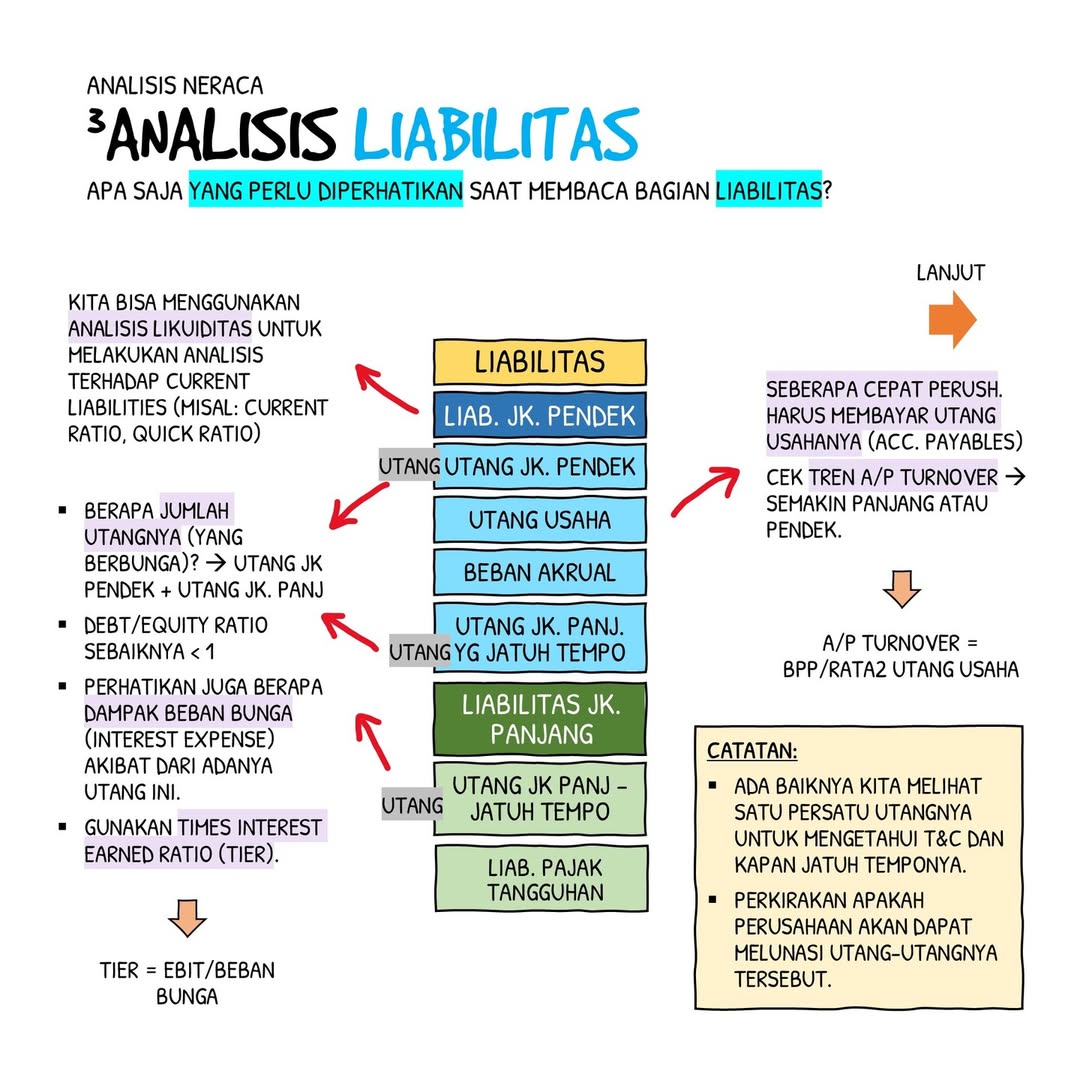 ANALISIS NERACA
³ANALISIS LIABILITAS
APA SAJA YANG PERLU DIPERHATIKAN SAAT MEMBACA BAGIAN LIABILITAS?
KITA BISA MENGGUNAKAN
ANALISIS LIKUIDITAS UNTUK
MELAKUKAN ANALISIS
TERHADAP CURRENT
LIABILITIES (MISAL: CURRENT
RATIO, QUICK RATIO)
▪ BERAPA JUMLAH
UTANGNYA (YANG
BERBUNGA)? → UTANG JK
PENDEK + UTANG JK. PANJ
▪ DEBT/EQUITY RATIO
SEBAIKNYA < 1
▪ PERHATIKAN JUGA BERAPA
DAMPAK BEBAN BUNGA
(INTEREST EXPENSE)
AKIBAT DARI ADANYA
UTANG INI.
▪ GUNAKAN TIMES INTEREST
EARNED RATIO (TIER).
TIER = EBIT/BEBAN
BUNGA
LIABILITAS
LIAB. JK. PENDEK
UTANG
UTANG JK. PENDEK
UTANG USAHA
BEBAN AKRUAL
UTANG JK. PANJ.
UTANG
YG JATUH TEMPO
LIABILITAS JK.
PANJANG
UTANG JK PANJ –
UTANG
JATUH TEMPO
LIAB. PAJAK
TANGGUHAN
LANJUT
SEBERAPA CEPAT PERUSH.
HARUS MEMBAYAR UTANG
USAHANYA (ACC. PAYABLES)
CEK TREN A/P TURNOVER →
SEMAKIN PANJANG ATAU
PENDEK.
A/P TURNOVER =
BPP/RATA2 UTANG USAHA
CATATAN:
▪ ADA BAIKNYA KITA MELIHAT
SATU PERSATU UTANGNYA
UNTUK MENGETAHUI T&C DAN
KAPAN JATUH TEMPONYA.
▪ PERKIRAKAN APAKAH
PERUSAHAAN AKAN DAPAT
MELUNASI UTANG-UTANGNYA
TERSEBUT.